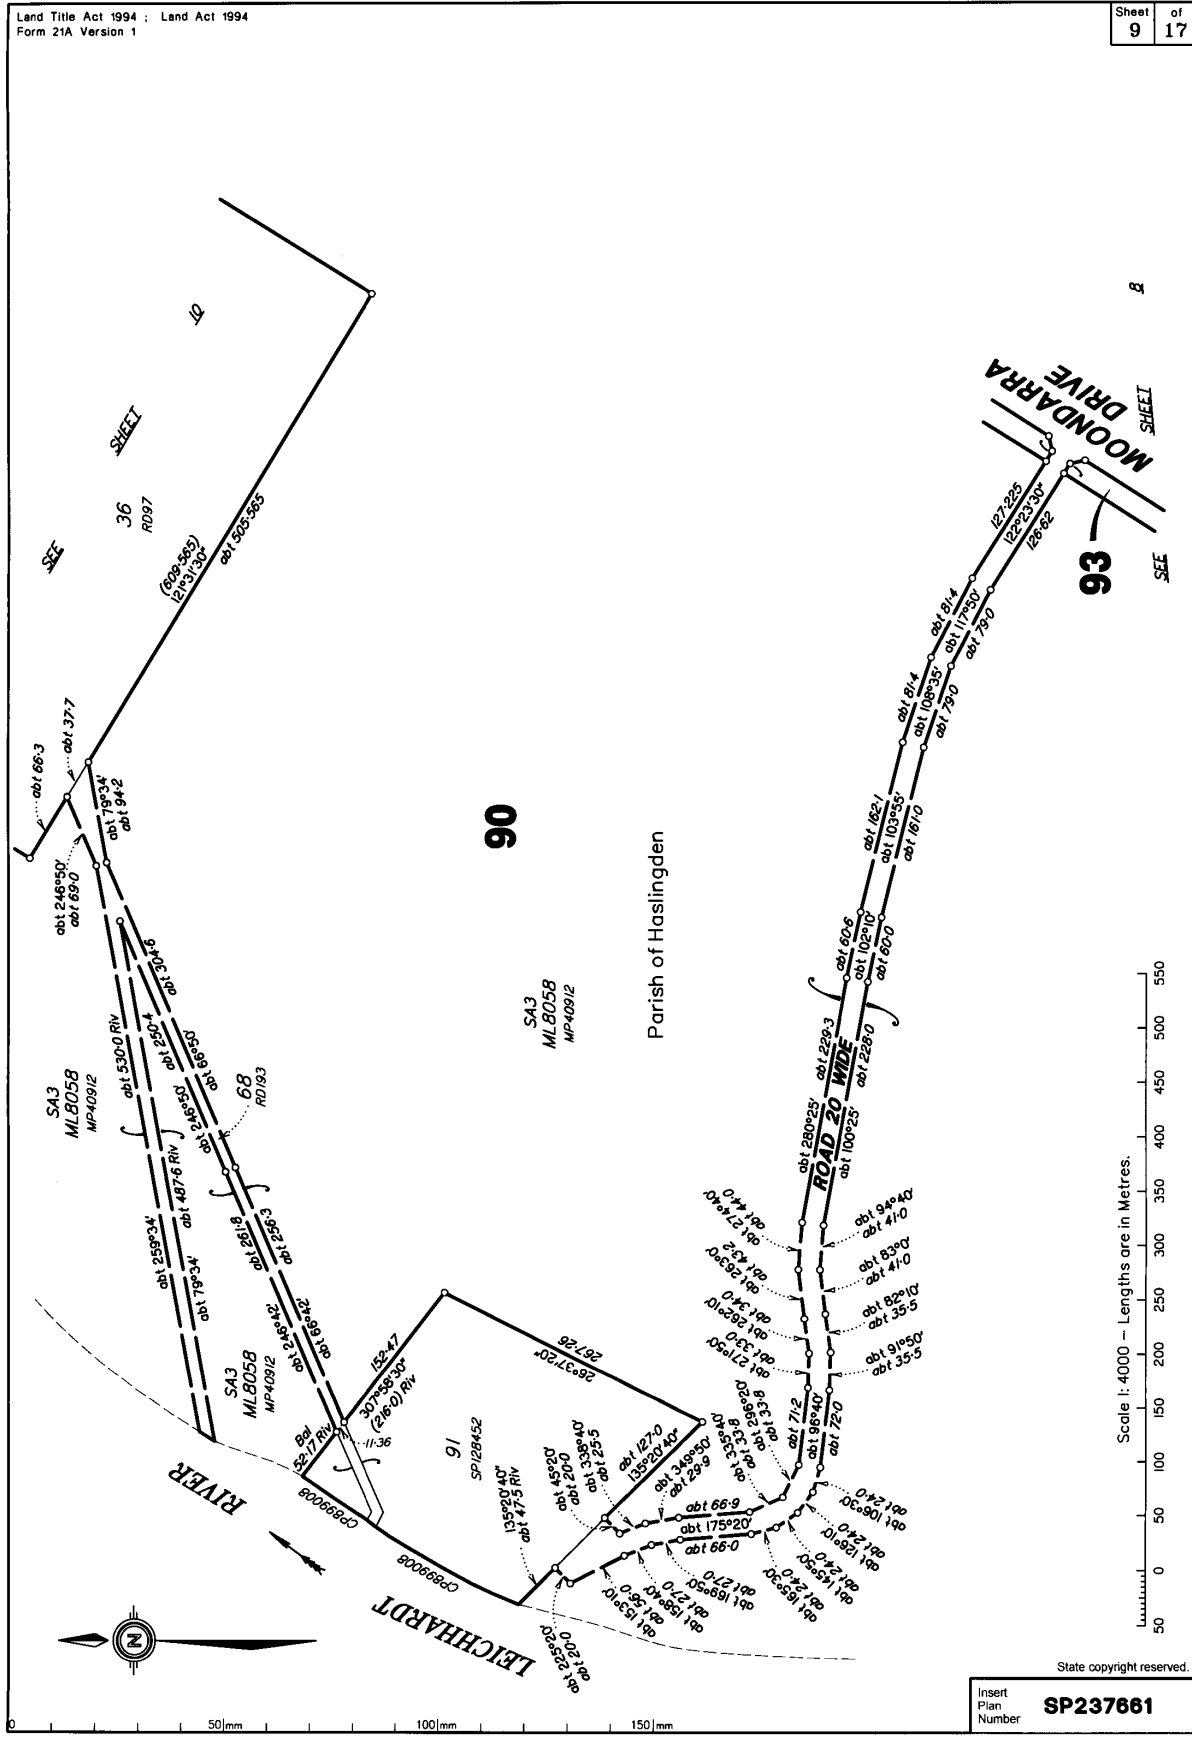 Land Title Act 1994 ; Land Act 1994
Form 21A Version 1
Sheet
9
of
17
10
SHEET
SEE
36
RD97
(609·565)
121°31'30"
abt 505·565
abt 66·3
abt 37·7
abt 79°34'
abt 94·2
abt 246°50'
abt 69·0
8
SHEET
SEE
MOONDARRA
DRIVE
93
127·225
122°23'30"
126·62
abt 81·4
abt 117°50'
abt 79·0
abt 81·4
abt 108°35'
abt 79·0
abt 162·1
abt 103°55'
abt 161·0
abt 60·6
abt 102°10'
abt 60·0
90
Parish of Haslingden
SA3
ML8058
MP40912
SA3
ML8058
MP40912
abt 530·0 Riv
abt 259°34'
abt 487·6 Riv
abt 79°34'
abt 304·6
abt 66°50'
abt 250·4
abt 246°50'
68
RD193
abt 261·8
abt 246°42'
abt 256·3
abt 66°42'
SA3
ML8058
MP40912
abt 229·3
abt 280°25'
ROAD 20 WIDE
abt 228·0
abt 100°25'
abt 274°40'
abt 44·0
abt 263°0'
abt 43·2
abt 262°10'
abt 34·0
abt 271°50'
abt 33·0
abt 296°20'
abt 33·8
abt 335°40'
abt 33·8
abt 94°40'
abt 41·0
abt 83°0'
abt 41·0
abt 82°10'
abt 35·5
abt 91°50'
abt 35·5
abt 71·2
abt 96°40'
abt 72·0
152·47
307°58'30"
(216·0) Riv
Bal
52·17 Riv
11·36
267·26
26°37'20"
91
SP128452
abt 127·0
135°20'40"
135°20'40"
abt 47·5 Riv
abt 45°20'
abt 20·0
abt 338°40'
abt 25·5
abt 349°50'
abt 29·9
abt 66·9
abt 175°20'
abt 66·0
abt 106°30'
abt 24·0
abt 126°10'
abt 24·0
abt 145°50'
abt 24·0
abt 165°30'
abt 24·0
abt 169°50'
abt 27·0
abt 158°40'
abt 27·0
abt 153°10'
abt 56·0
abt 225°20'
abt 20·0
CP899008
CP899008
LEICHHARDT
RIVER
N
50 0 50 100 150 200 250 300 350 400 450 500 550
Scale 1: 4000 – Lengths are in Metres.
0 50 mm 100 mm 150 mm
State copyright reserved.
Insert
Plan
Number
SP237661